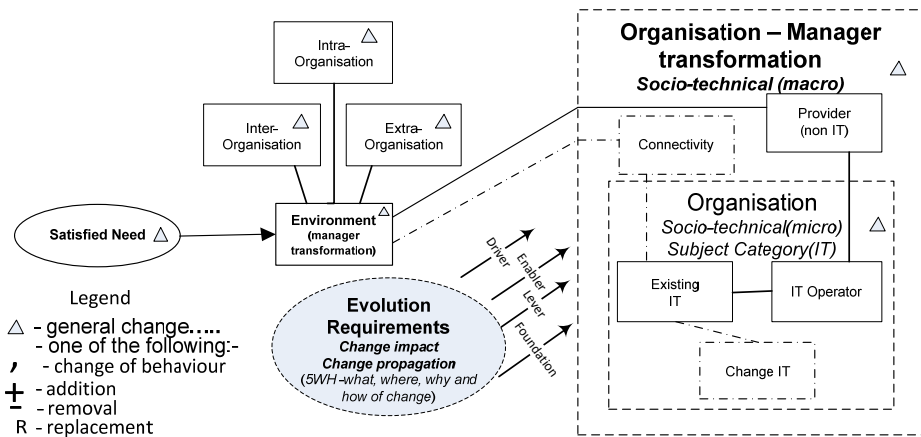 Intra-
Organisation
Inter-
Organisation
Extra-
Organisation
Satisfied Need
Environment
(manager
transformation)
Legend
- general change.....
- one of the following:-
, - change of behaviour
+ - addition
- - removal
R - replacement
Evolution
Requirements
Change impact
Change propagation
(5WH -what, where, why and
how of change)
Driver
Enabler
Lever
Foundation
Organisation – Manager
transformation
Socio-technical (macro)
Provider
(non IT)
Connectivity
Organisation
Socio-technical(micro)
Subject Category(IT)
Existing
IT
IT Operator
Change IT